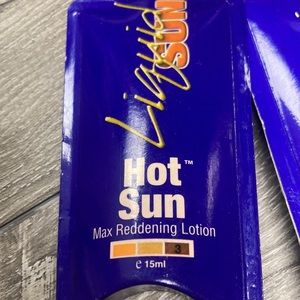 Liquid
SUN
Hot™
Sun
Max Reddening Lotion
3
℮ 15ml